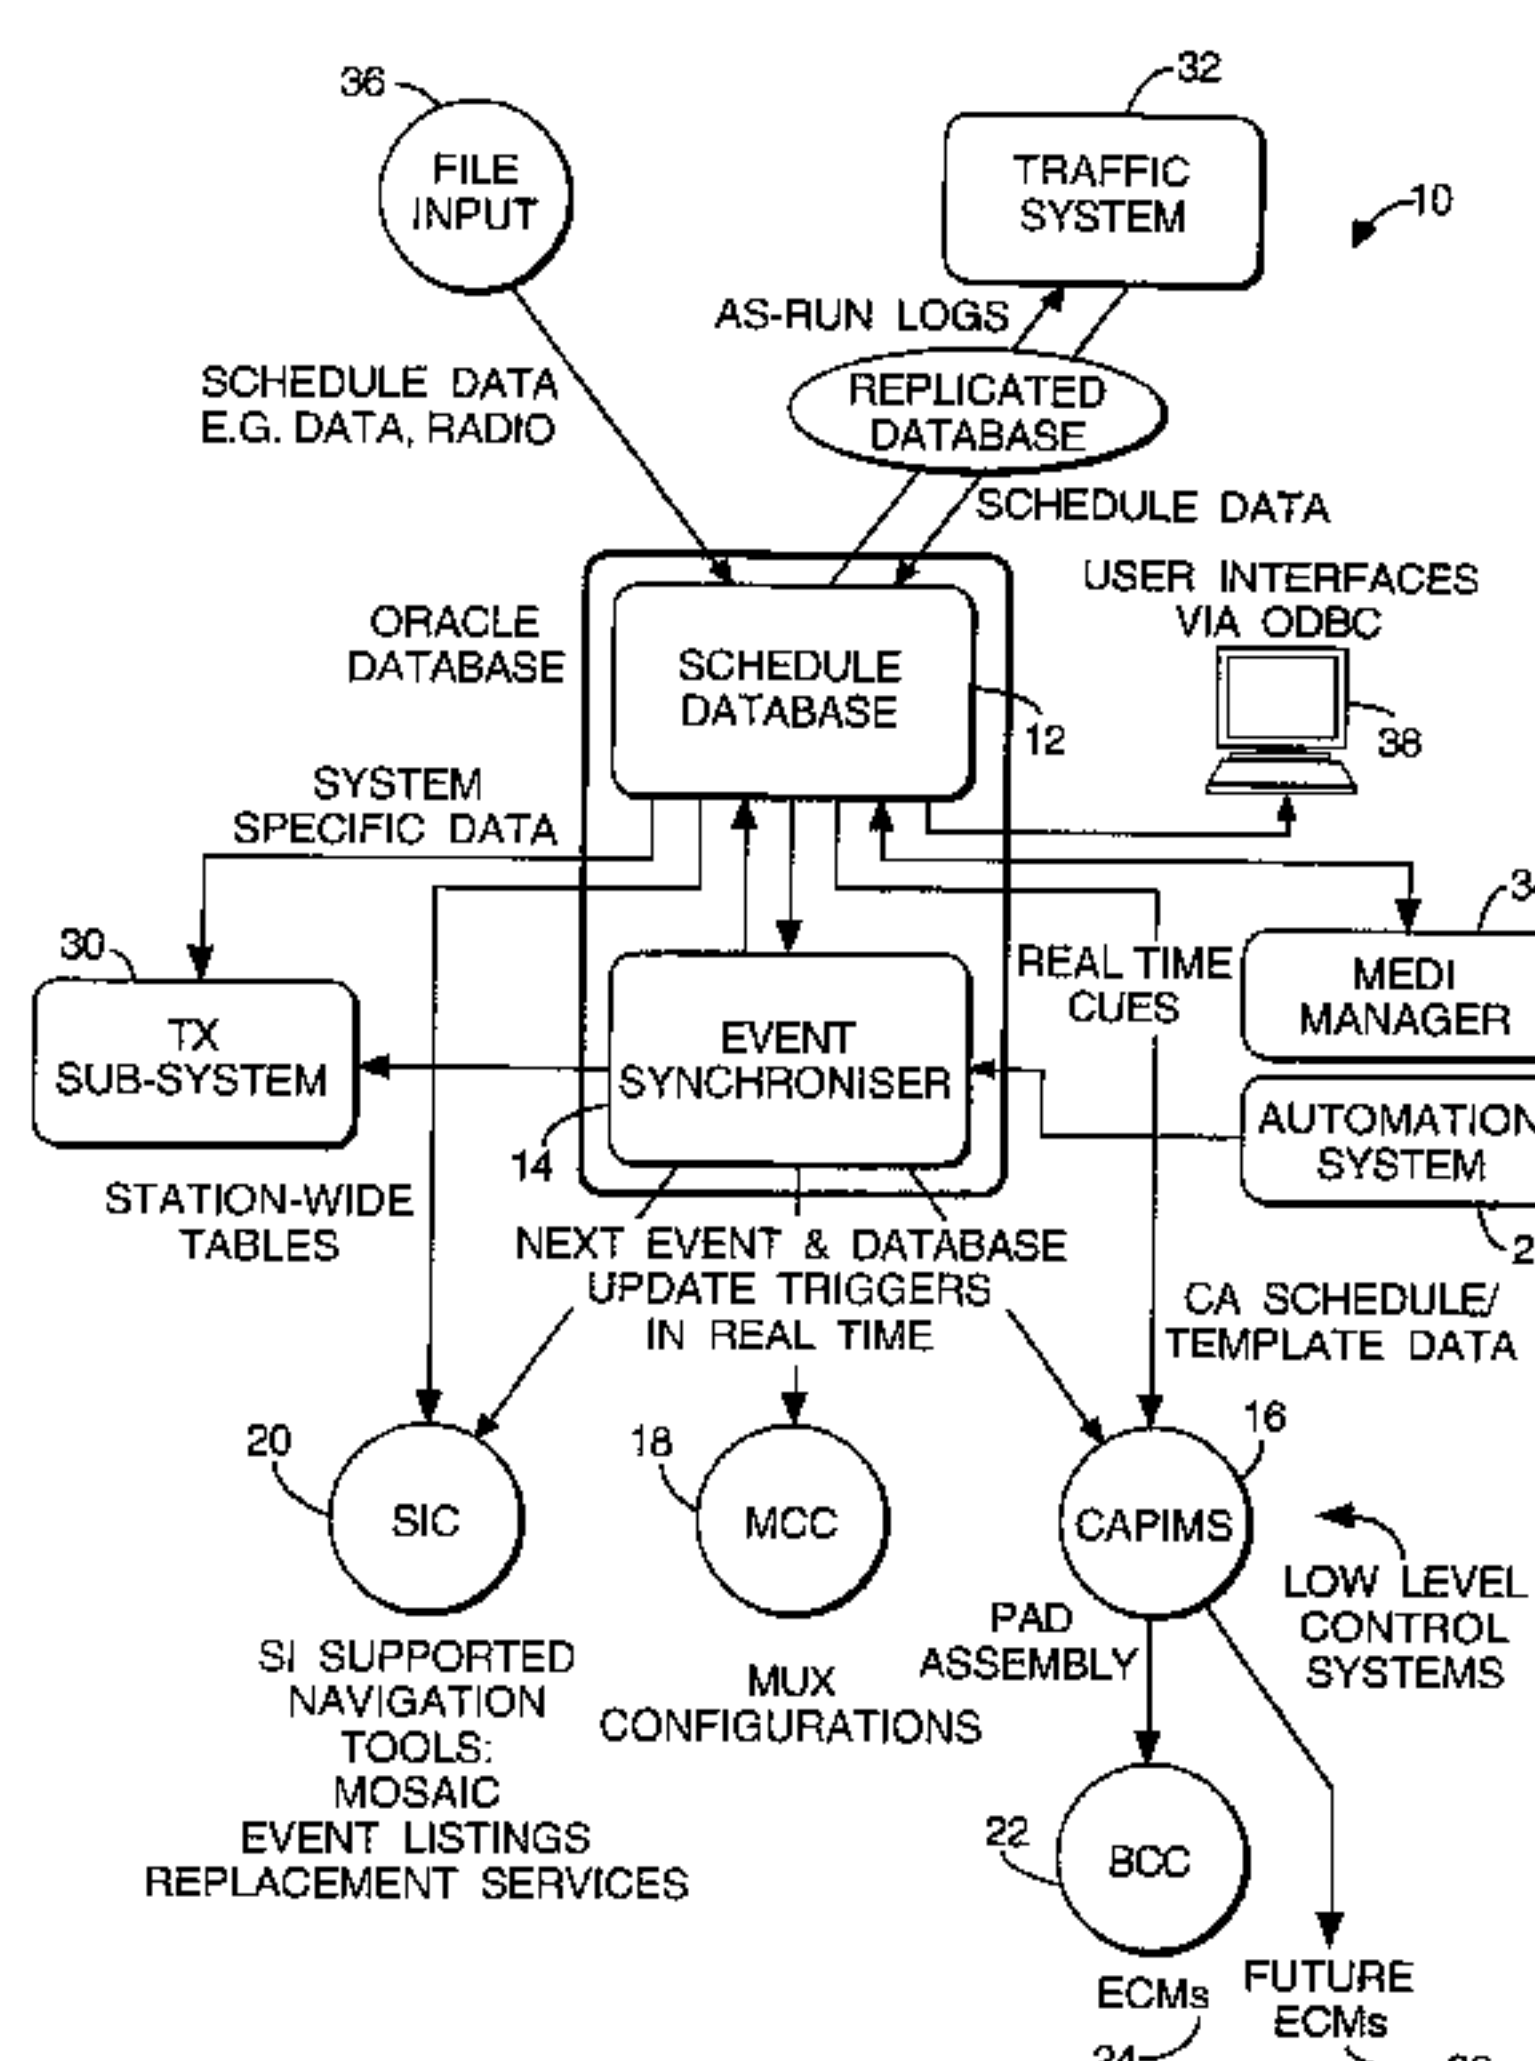 36
32
FILE
INPUT
TRAFFIC
SYSTEM
10
AS-RUN LOGS
SCHEDULE DATA
E.G. DATA, RADIO
REPLICATED
DATABASE
SCHEDULE DATA
USER INTERFACES
VIA ODBC
ORACLE
DATABASE
SCHEDULE
DATABASE
12
38
SYSTEM
SPECIFIC DATA
30
TX
SUB-SYSTEM
REAL TIME
CUES
MEDI
MANAGER
EVENT
SYNCHRONISER
14
AUTOMATION
SYSTEM
STATION-WIDE
TABLES
NEXT EVENT & DATABASE
UPDATE TRIGGERS
IN REAL TIME
CA SCHEDULE/
TEMPLATE DATA
20
18
16
SIC
MCC
CAPIMS
LOW LEVEL
CONTROL
SYSTEMS
PAD
ASSEMBLY
SI SUPPORTED
NAVIGATION
TOOLS:
MOSAIC
EVENT LISTINGS
REPLACEMENT SERVICES
MUX
CONFIGURATIONS
22
BCC
ECMs
FUTURE
ECMs